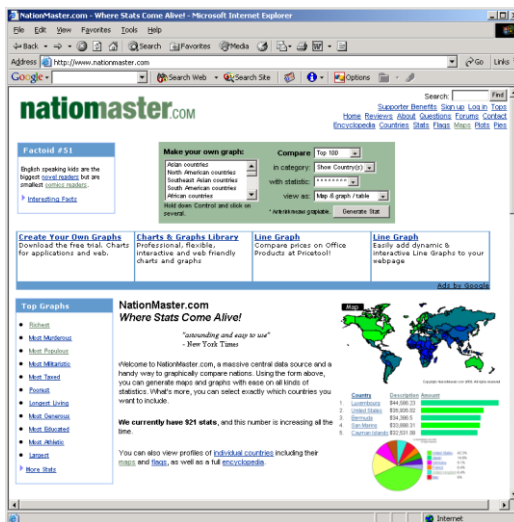 NationMaster.com - Where Stats Come Alive! - Microsoft Internet Explorer
File Edit View Favorites Tools Help
Back Search Favorites Media
Address http://www.nationmaster.com Go Links
Google Search Web Search Site Options
Search: Find
nationmaster.COM
Supporter Benefits Sign up Log in Tops
Home Reviews About Questions Forums Contact
Encyclopedia Countries Stats Flags Maps Plots Pies
Factoid #51
English speaking kids are the
biggest novel readers but are
smallest comics readers.
Interesting Facts
Make your own graph:
Asian countries
North American countries
Southeast Asian countries
South American countries
African countries
Hold down Control and click on
several.
Compare Top 100
in category: Show Country(s)
with statistic: ********
view as: Map & graph / table
Generate Stat
Create Your Own Graphs
Download the free trial. Charts
for applications and web.
Charts & Graphs Library
Professional, flexible,
interactive and web friendly
charts and graphs
Line Graph
Compare prices on Office
Products at Pricetool!
Line Graph
Easily add dynamic &
Interactive Line Graphs to your
webpage
Ads by Google
Top Graphs
Richest
Most Murderous
Most Populous
Most Militaristic
Most Taxed
Poorest
Longest Living
Most Generous
Most Educated
Most Athletic
Largest
More Stats
NationMaster.com
Where Stats Come Alive!
"astounding and easy to use"
- New York Times
Welcome to NationMaster.com, a massive central data source and a
handy way to graphically compare nations. Using the form above,
you can generate maps and graphs with ease on all kinds of
statistics. What's more, you can select exactly which countries you
want to include.
We currently have 921 stats, and this number is increasing all the
time.
You can also view profiles of individual countries including their
maps and flags, as well as a full encyclopedia.
Map
Country Description Amount
1. Luxembourg
2. United States
3. Bermuda
4. San Marino
5. Cayman Islands
Internet